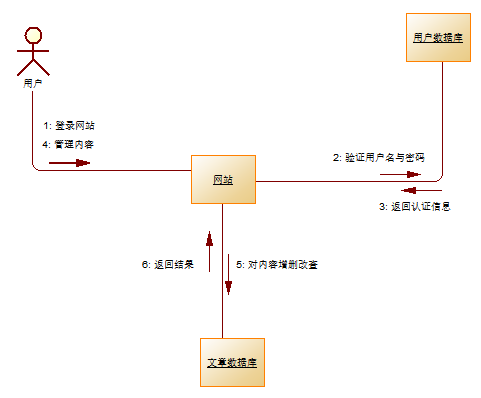 用户数据库
用户
1: 登录网站
4: 管理内容
2: 验证用户名与密码
网站
3: 返回认证信息
6: 返回结果
5: 对内容增删改查
文章数据库